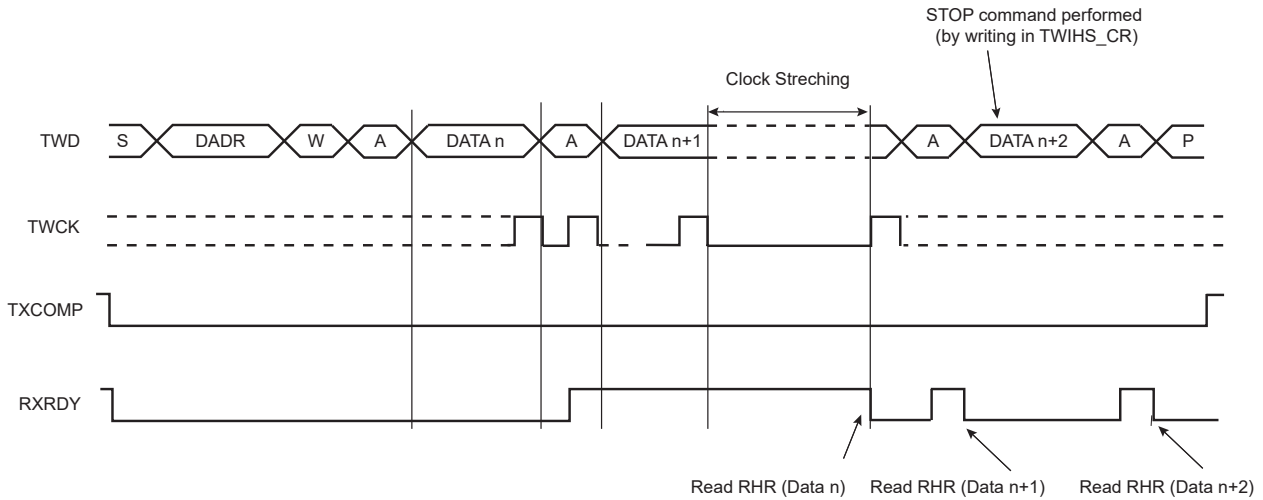 STOP command performed
(by writing in TWIHS_CR)
Clock Streching
TWD S DADR W A DATA n A DATA n+1 A DATA n+2 A P
TWCK
TXCOMP
RXRDY
Read RHR (Data n) Read RHR (Data n+1) Read RHR (Data n+2)